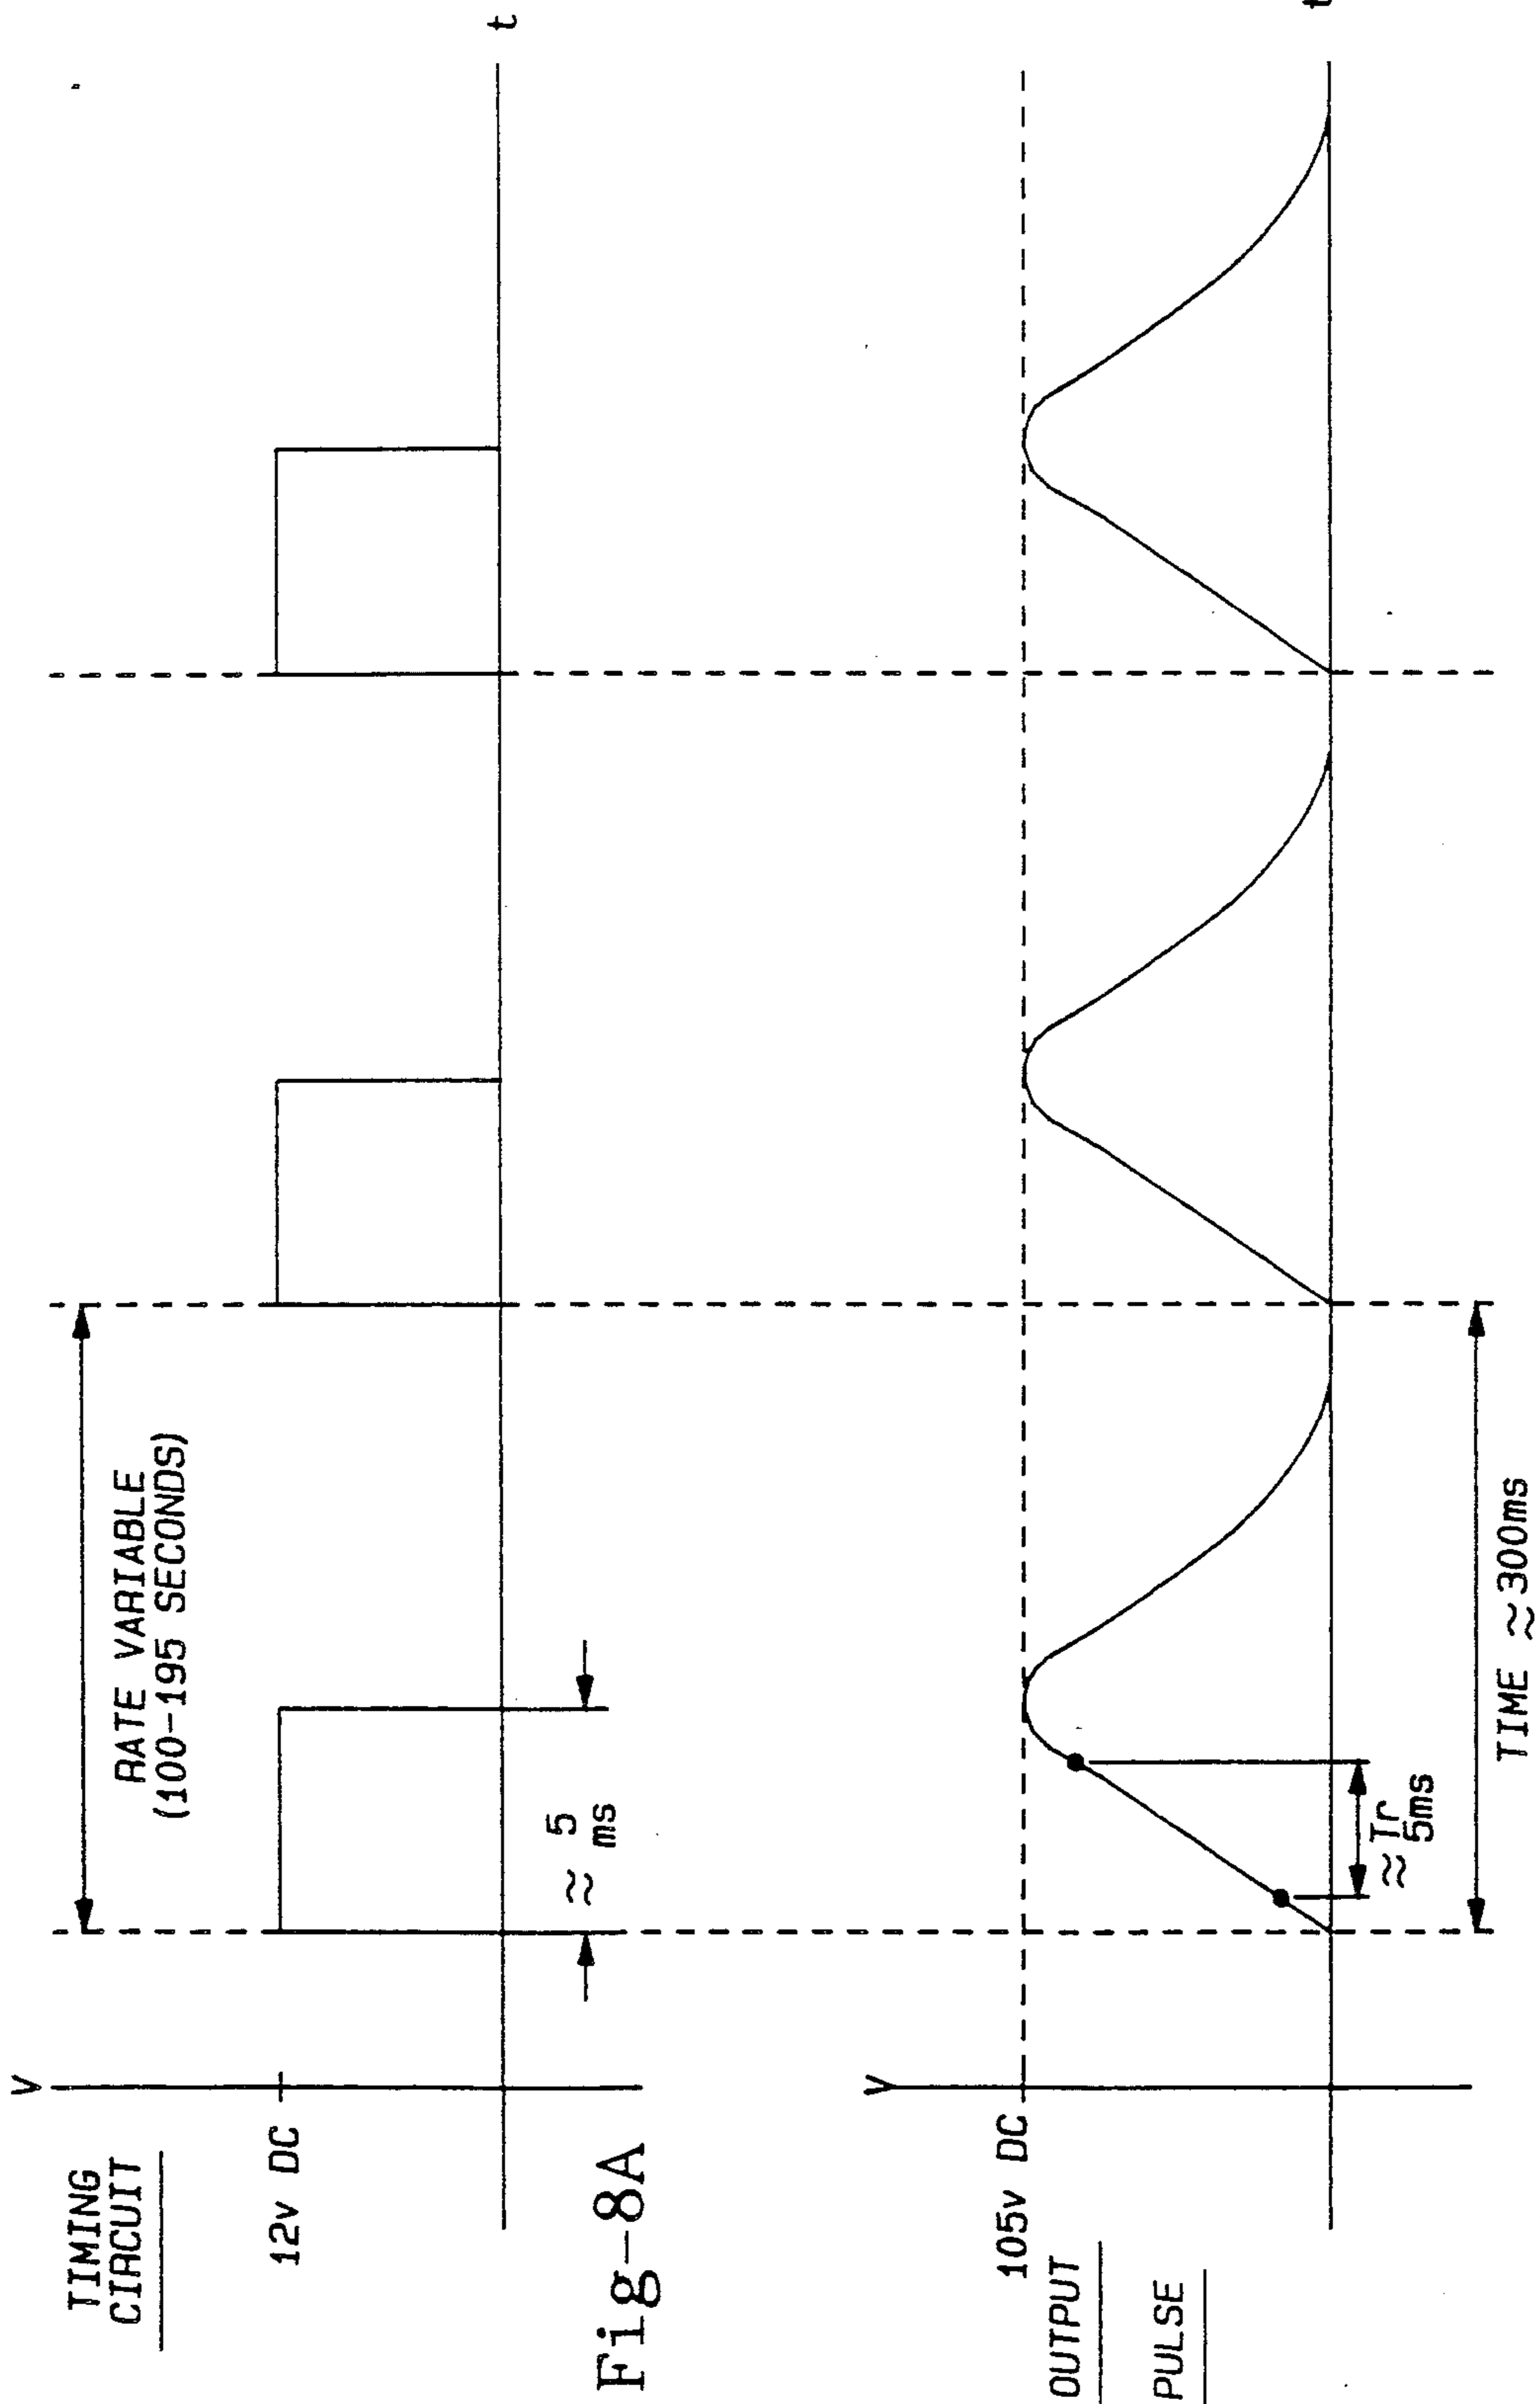 TIMING
CIRCUIT
V
12v DC
RATE VARIABLE
(100-195 SECONDS)
t
≈ 5
ms
Fig-8A
V
105v DC
OUTPUT
PULSE
t
≈ Tr
5ms
TIME ≈ 300ms